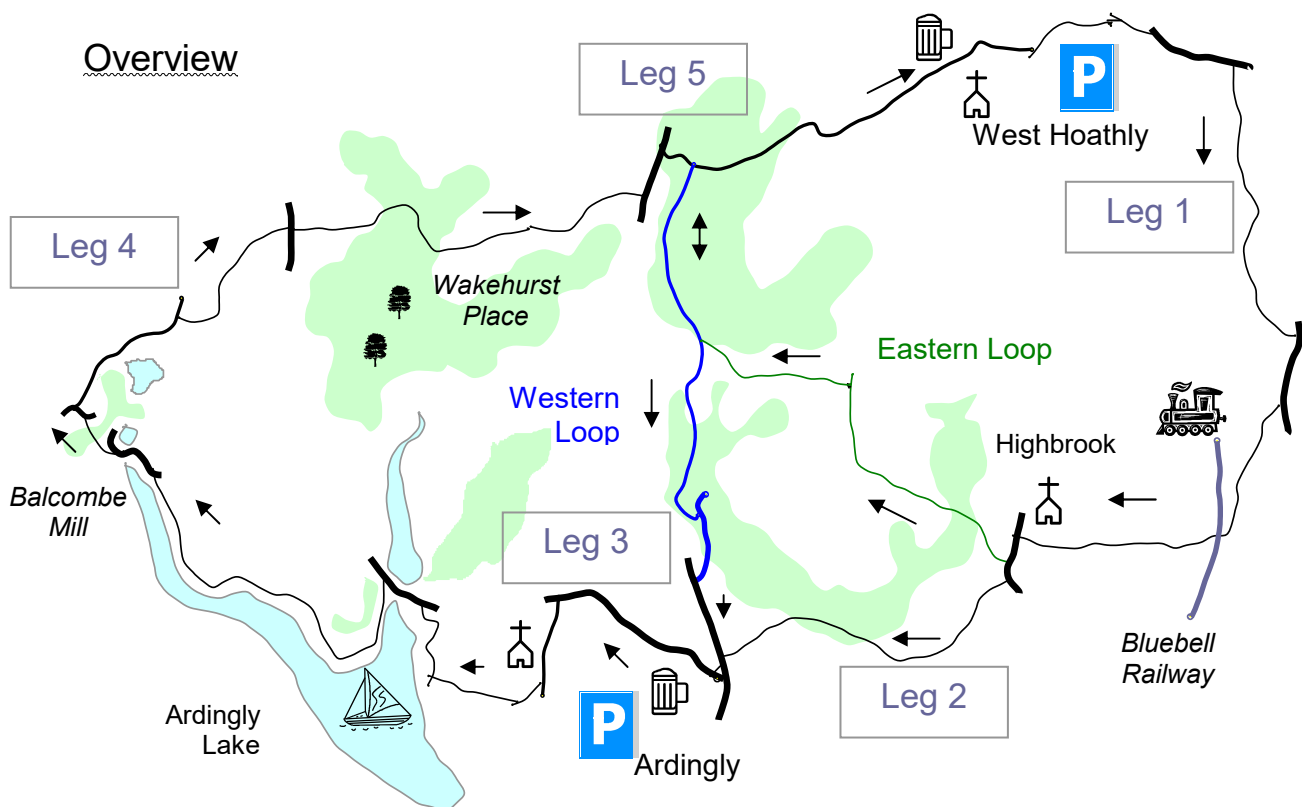 Overview
Leg 5
P
West Hoathly
Leg 1
Leg 4
Wakehurst
Place
Eastern Loop
Western
Loop
Highbrook
Balcombe
Mill
Leg 3
Bluebell
Railway
Leg 2
Ardingly
Lake
P
Ardingly